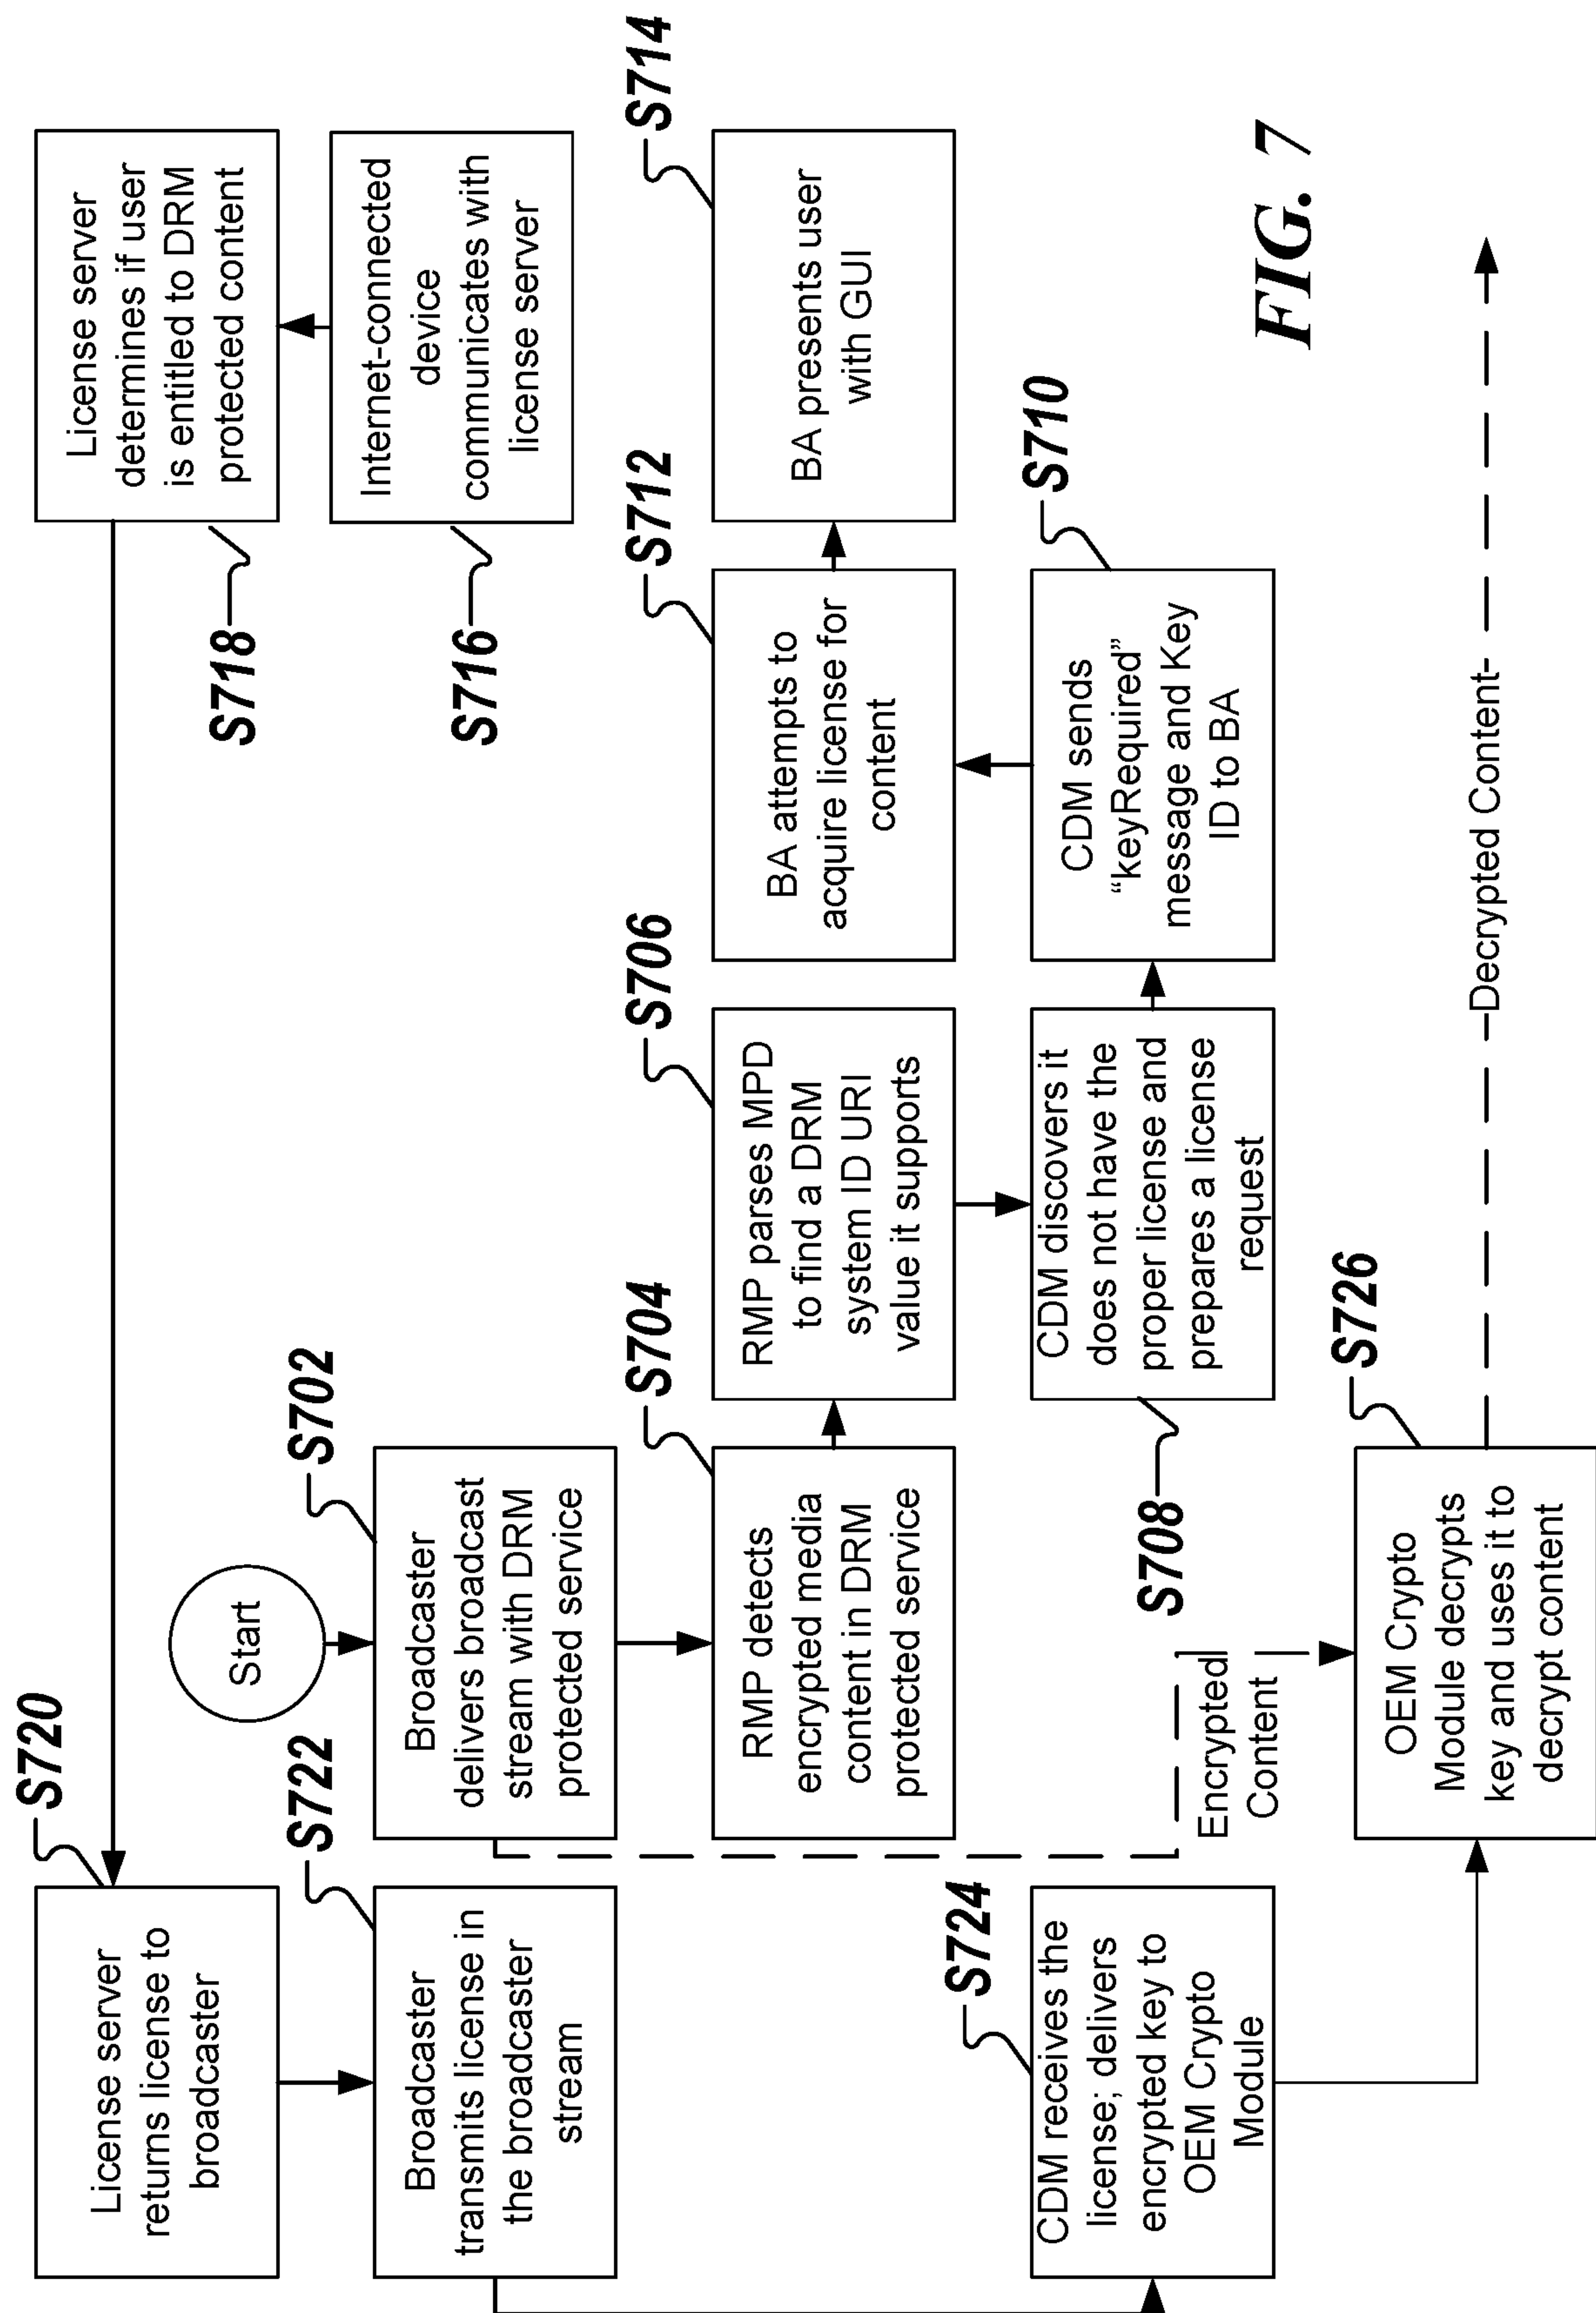 S720
License server
returns license to
broadcaster
S722
Broadcaster
transmits license in
the broadcaster
stream
S724
CDM receives the
license; delivers
encrypted key to
OEM Crypto
Module
Start
S702
Broadcaster
delivers broadcast
stream with DRM
protected service
S704
RMP detects
encrypted media
content in DRM
protected service
Encrypted
Content
S726
OEM Crypto
Module decrypts
key and uses it to
decrypt content
S706
RMP parses MPD
to find a DRM
system ID URI
value it supports
S708
CDM discovers it
does not have the
proper license and
prepares a license
request
S710
CDM sends
“keyRequired”
message and Key
ID to BA
S712
BA attempts to
acquire license for
content
S714
BA presents user
with GUI
S716
Internet-connected
device
communicates with
license server
S718
License server
determines if user
is entitled to DRM
protected content
Decrypted Content
FIG. 7